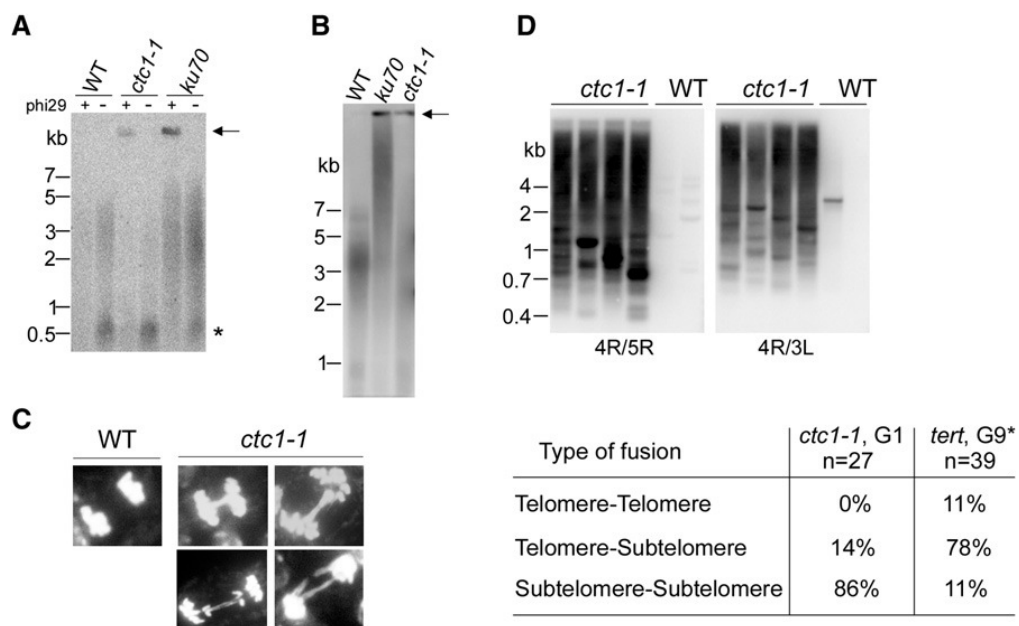 A
WT ctc1-1 ku70
phi29 + - + - + -
kb
7
5
3
2
1
0.5
*
B
WT ku70 ctc1-1
kb
7
5
3
2
1
C
WT ctc1-1
D
ctc1-1 WT ctc1-1 WT
kb
4
2
1
0.7
0.4
4R/5R 4R/3L
Type of fusion ctc1-1, G1 n=27 tert, G9* n=39
Telomere-Telomere 0% 11%
Telomere-Subtelomere 14% 78%
Subtelomere-Subtelomere 86% 11%